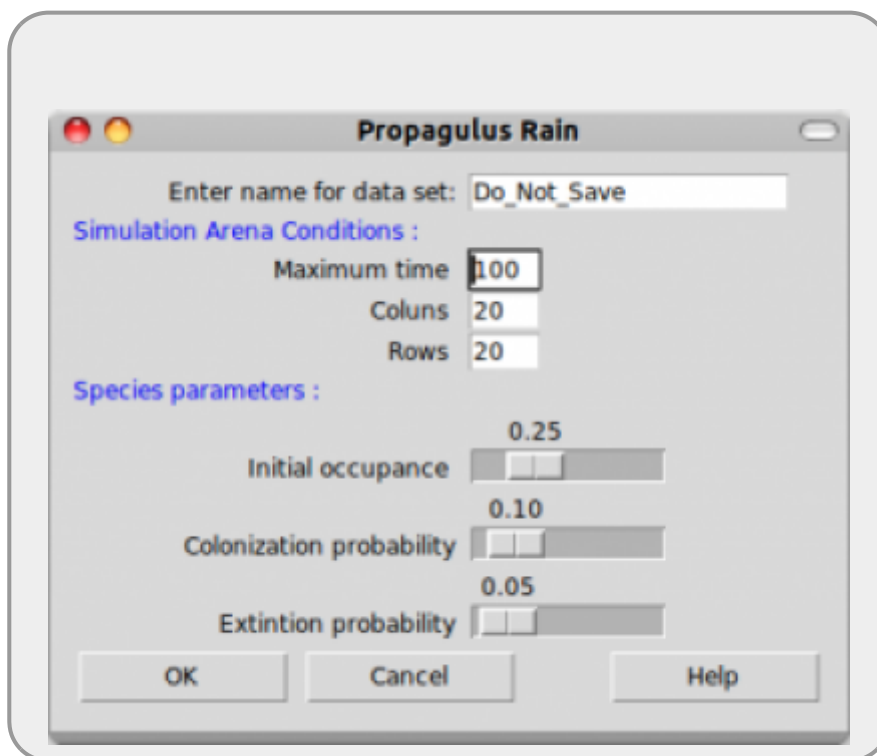 Propagulus Rain
Enter name for data set: Do_Not_Save
Simulation Arena Conditions :
Maximum time 100
Coluns 20
Rows 20
Species parameters :
0.25
Initial occupance
0.10
Colonization probability
0.05
Extintion probability
OK Cancel Help